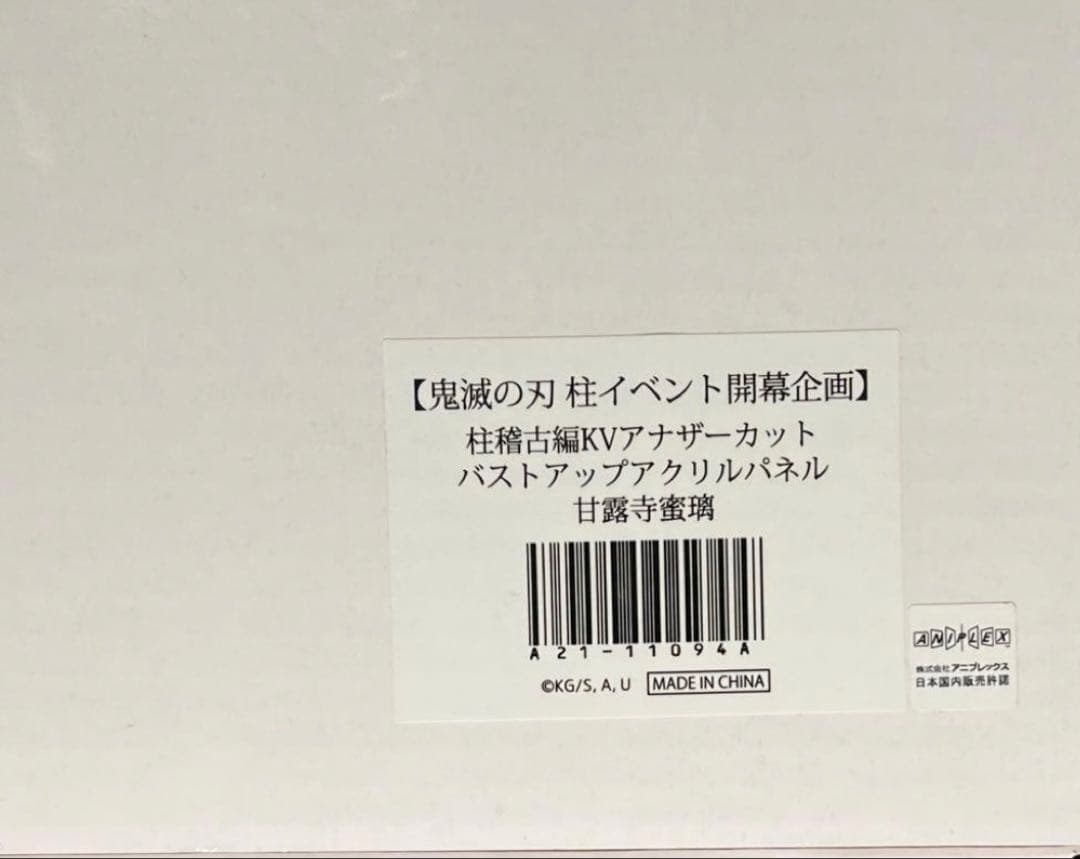 【鬼滅の刃 柱イベント開幕企画】
柱稽古編KVアナザーカット
バストアップアクリルパネル
甘露寺蜜璃
A21-11094A
©KG/S, A, U MADE IN CHINA
ANIPLEX
株式会社アニプレックス
日本国内販売許諾